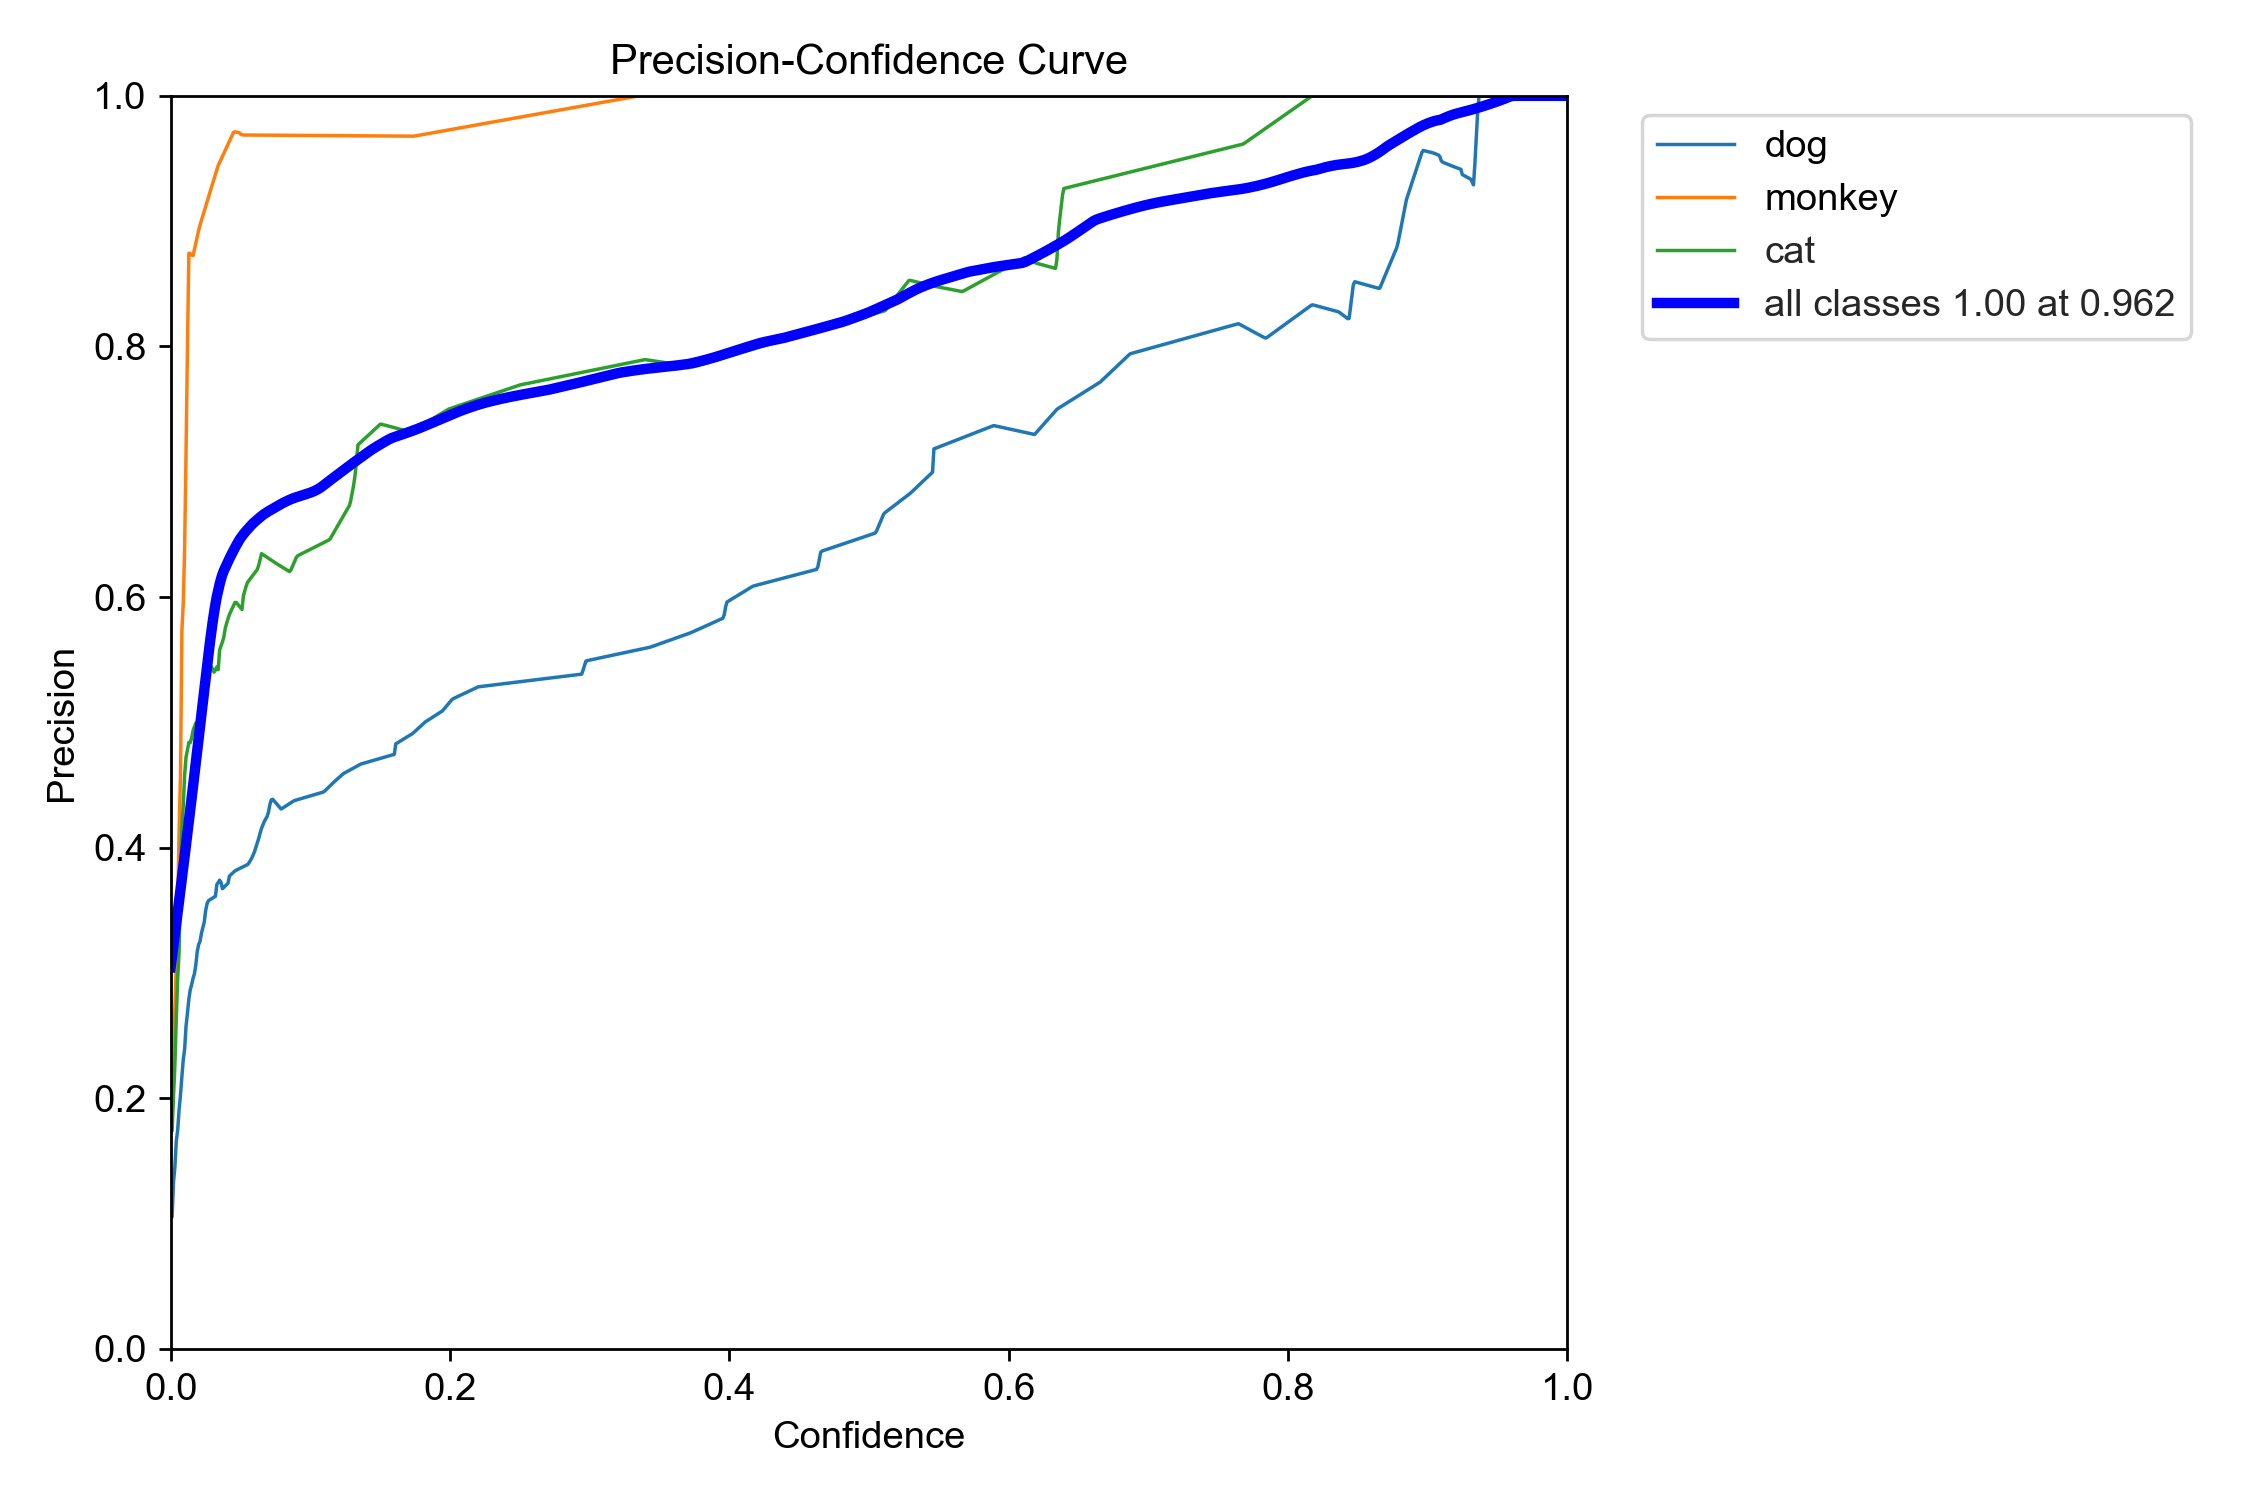 Precision-Confidence Curve
1.0
0.8
0.6
0.4
0.2
0.0
Precision
0.0 0.2 0.4 0.6 0.8 1.0
Confidence
dog
monkey
cat
all classes 1.00 at 0.962